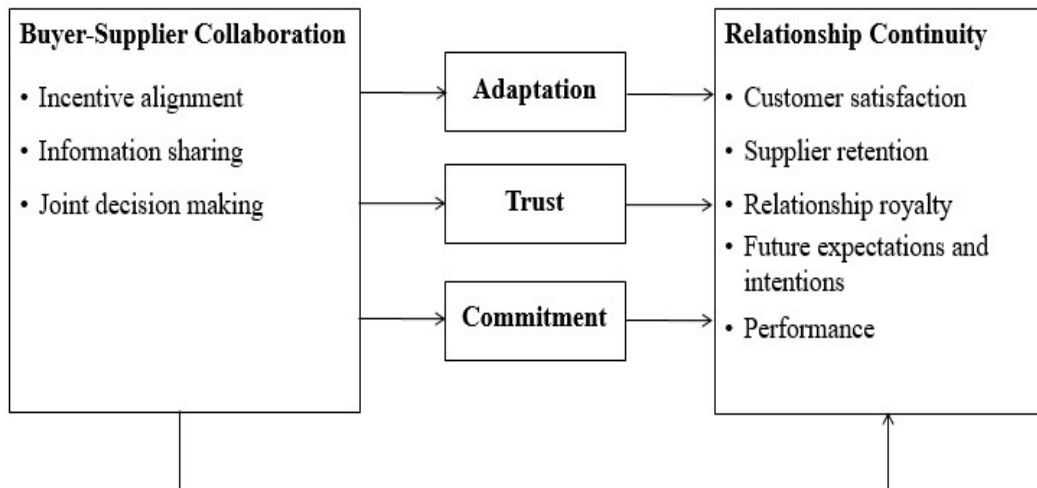 Buyer-Supplier Collaboration
• Incentive alignment
• Information sharing
• Joint decision making
Adaptation
Trust
Commitment
Relationship Continuity
• Customer satisfaction
• Supplier retention
• Relationship royalty
• Future expectations and
intentions
• Performance